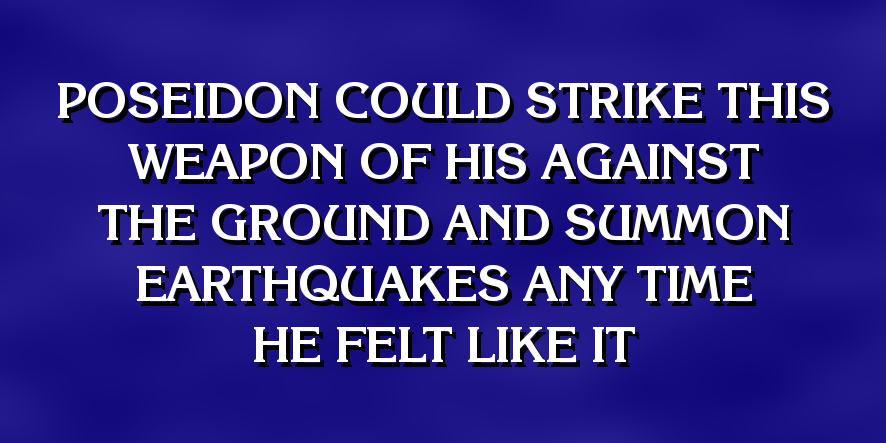 POSEIDON COULD STRIKE THIS
WEAPON OF HIS AGAINST
THE GROUND AND SUMMON
EARTHQUAKES ANY TIME
HE FELT LIKE IT